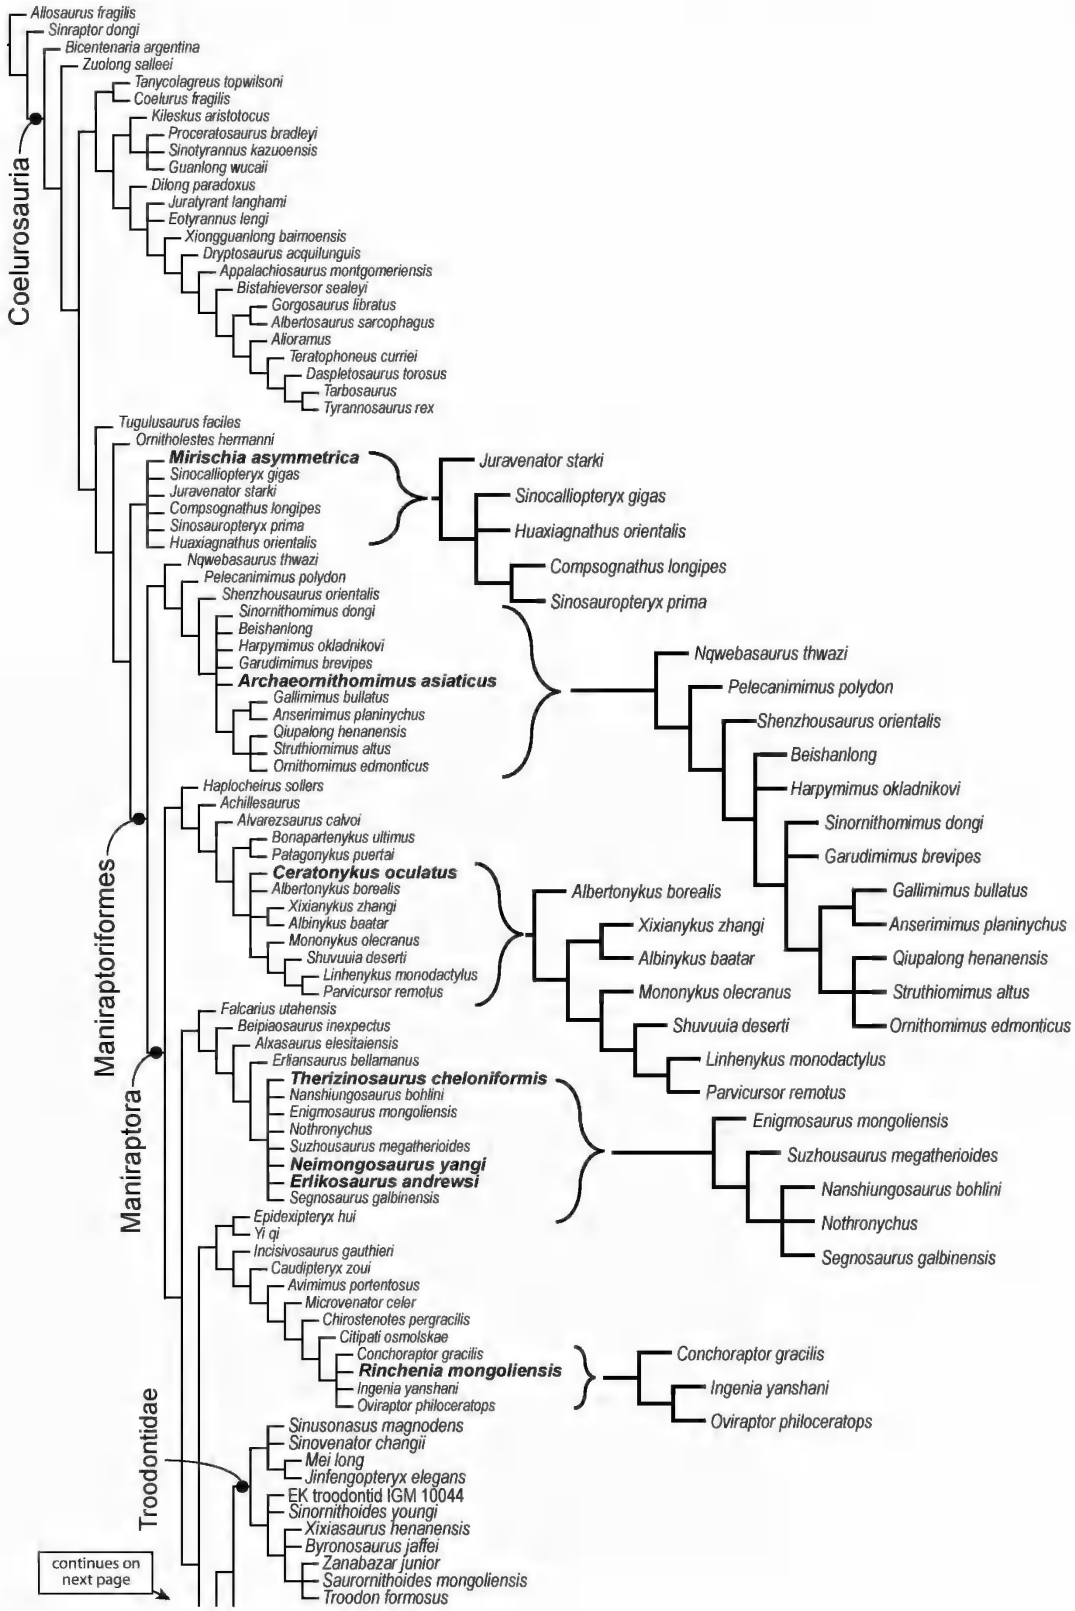 Allosaurus fragilis
Sinraptor dongi
Bicentenaria argentina
Zuolong salleei
Tanycolagreus topwilsoni
Coelurus fragilis
Kileskus aristotocus
Proceratosaurus bradleyi
Sinotyrannus kazuoensis
Guanlong wucaii
Dilong paradoxus
Juratyrant langhami
Eotyrannus lengi
Xiongguanlong baimoensis
Dryptosaurus acquilunguis
Appalachiosaurus montgomeriensis
Bistahieversor sealeyi
Gorgosaurus libratus
Albertosaurus sarcophagus
Alioramus
Teratophoneus curriei
Daspletosaurus torosus
Tarbosaurus
Tyrannosaurus rex
Coelurosauria
Tugulusaurus faciles
Ornitholestes hermanni
Mirischia asymmetrica
Sinocalliopteryx gigas
Juravenator starki
Compsognathus longipes
Sinosauropteryx prima
Huaxiagnathus orientalis
Juravenator starki
Sinocalliopteryx gigas
Huaxiagnathus orientalis
Compsognathus longipes
Sinosauropteryx prima
Nqwebasaurus thwazi
Pelecanimimus polydon
Shenzhousaurus orientalis
Sinornithomimus dongi
Beishanlong
Harpymimus okladnikovi
Garudimimus brevipes
Archaeornithomimus asiaticus
Gallimimus bullatus
Anserimimus planinychus
Qiupalong henanensis
Struthiomimus altus
Ornithomimus edmonticus
Nqwebasaurus thwazi
Pelecanimimus polydon
Shenzhousaurus orientalis
Beishanlong
Harpymimus okladnikovi
Sinornithomimus dongi
Garudimimus brevipes
Gallimimus bullatus
Anserimimus planinychus
Qiupalong henanensis
Struthiomimus altus
Ornithomimus edmonticus
Maniraptoriformes
Haplocheirus sollers
Achillesaurus
Alvarezsaurus calvoi
Bonapartenykus ultimus
Patagonykus puertai
Ceratonykus oculatus
Albertonykus borealis
Xixianykus zhangi
Albinykus baatar
Mononykus olecranus
Shuvuuia deserti
Linhenykus monodactylus
Parvicursor remotus
Albertonykus borealis
Xixianykus zhangi
Albinykus baatar
Mononykus olecranus
Shuvuuia deserti
Linhenykus monodactylus
Parvicursor remotus
Maniraptora
Falcarius utahensis
Beipiaosaurus inexpectus
Alxasaurus elesitaiensis
Erliansaurus bellamanus
Therizinosaurus cheloniformis
Nanshiungosaurus bohlini
Enigmosaurus mongoliensis
Nothronychus
Suzhousaurus megatherioides
Neimongosaurus yangi
Erlikosaurus andrewsi
Segnosaurus galbinensis
Enigmosaurus mongoliensis
Suzhousaurus megatherioides
Nanshiungosaurus bohlini
Nothronychus
Segnosaurus galbinensis
Epidexipteryx hui
Yi qi
Incisivosaurus gauthieri
Caudipteryx zoui
Avimimus portentosus
Microvenator celer
Chirostenotes pergracilis
Citipati osmolskae
Conchoraptor gracilis
Rinchenia mongoliensis
Ingenia yanshani
Oviraptor philoceratops
Conchoraptor gracilis
Ingenia yanshani
Oviraptor philoceratops
Troodontidae
Sinusonasus magnodens
Sinovenator changii
Mei long
Jinfengopteryx elegans
EK troodontid IGM 10044
Sinornithoides youngi
Xixiasaurus henanensis
Byronosaurus jaffei
Zanabazar junior
Saurornithoides mongoliensis
Troodon formosus
continues on
next page